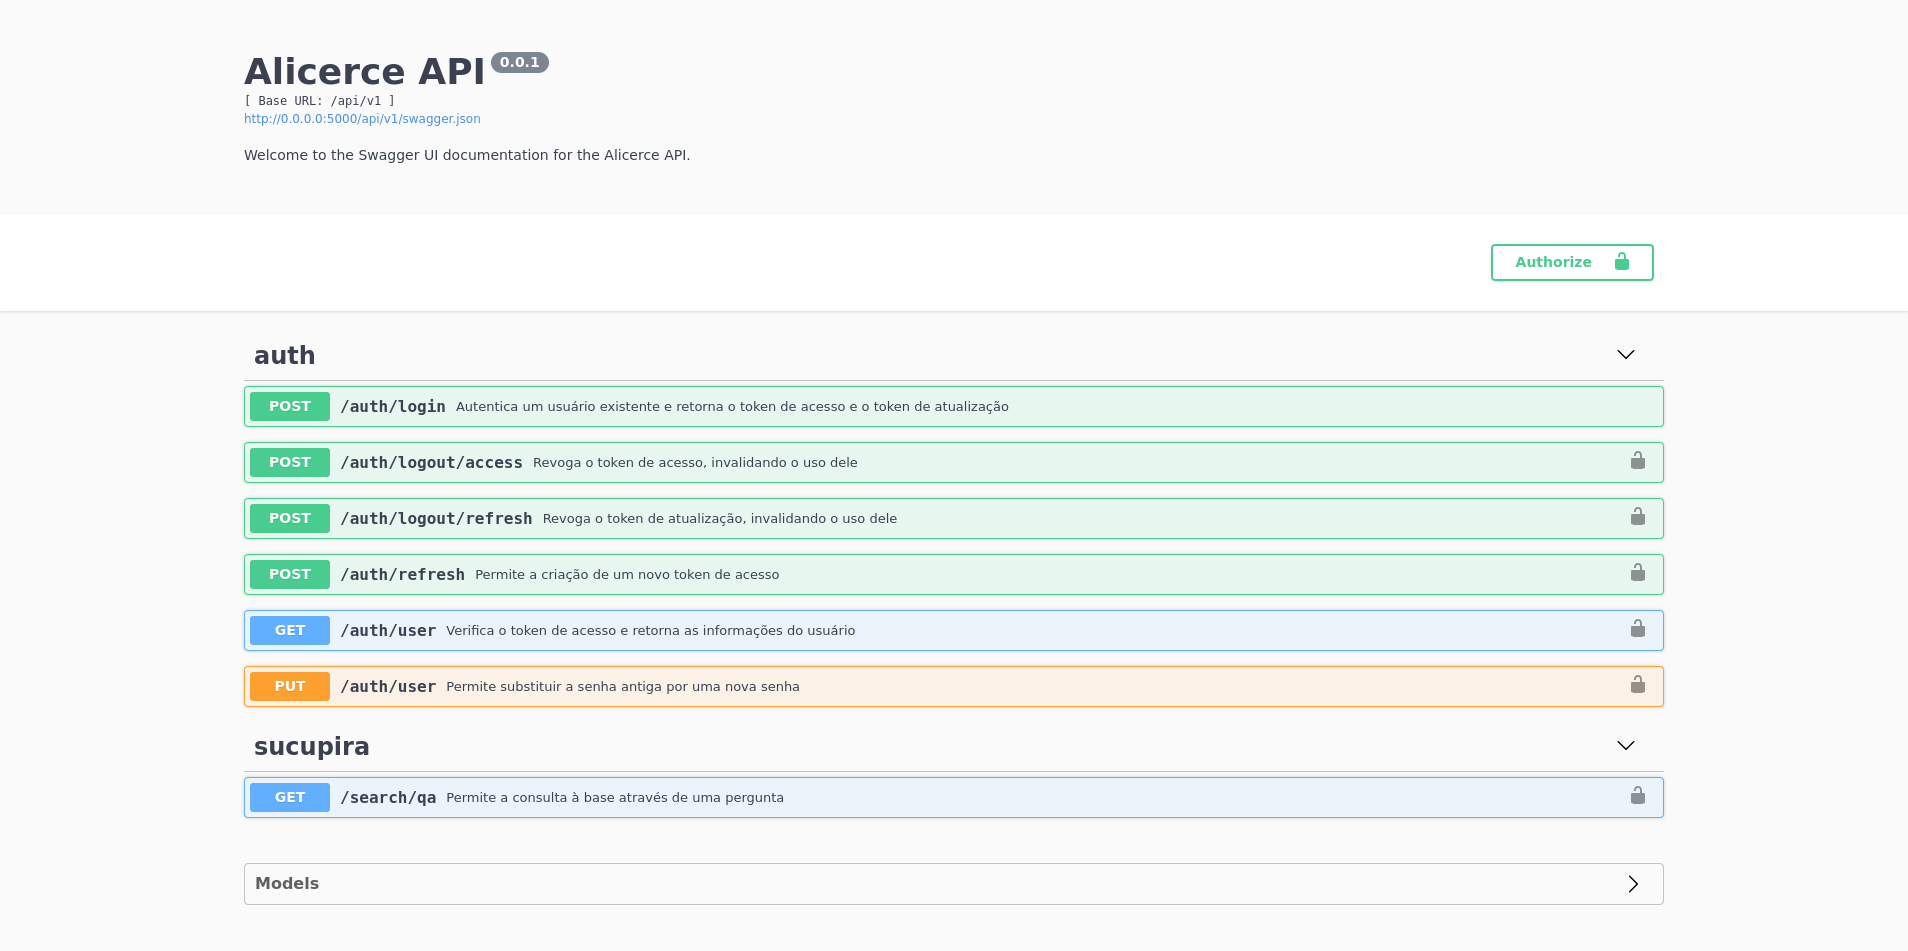 Alicerce API 0.0.1
[ Base URL: /api/v1 ]
http://0.0.0.0:5000/api/v1/swagger.json
Welcome to the Swagger UI documentation for the Alicerce API.
Authorize
auth
POST /auth/login Autentica um usuário existente e retorna o token de acesso e o token de atualização
POST /auth/logout/access Revoga o token de acesso, invalidando o uso dele
POST /auth/logout/refresh Revoga o token de atualização, invalidando o uso dele
POST /auth/refresh Permite a criação de um novo token de acesso
GET /auth/user Verifica o token de acesso e retorna as informações do usuário
PUT /auth/user Permite substituir a senha antiga por uma nova senha
sucupira
GET /search/qa Permite a consulta à base através de uma pergunta
Models